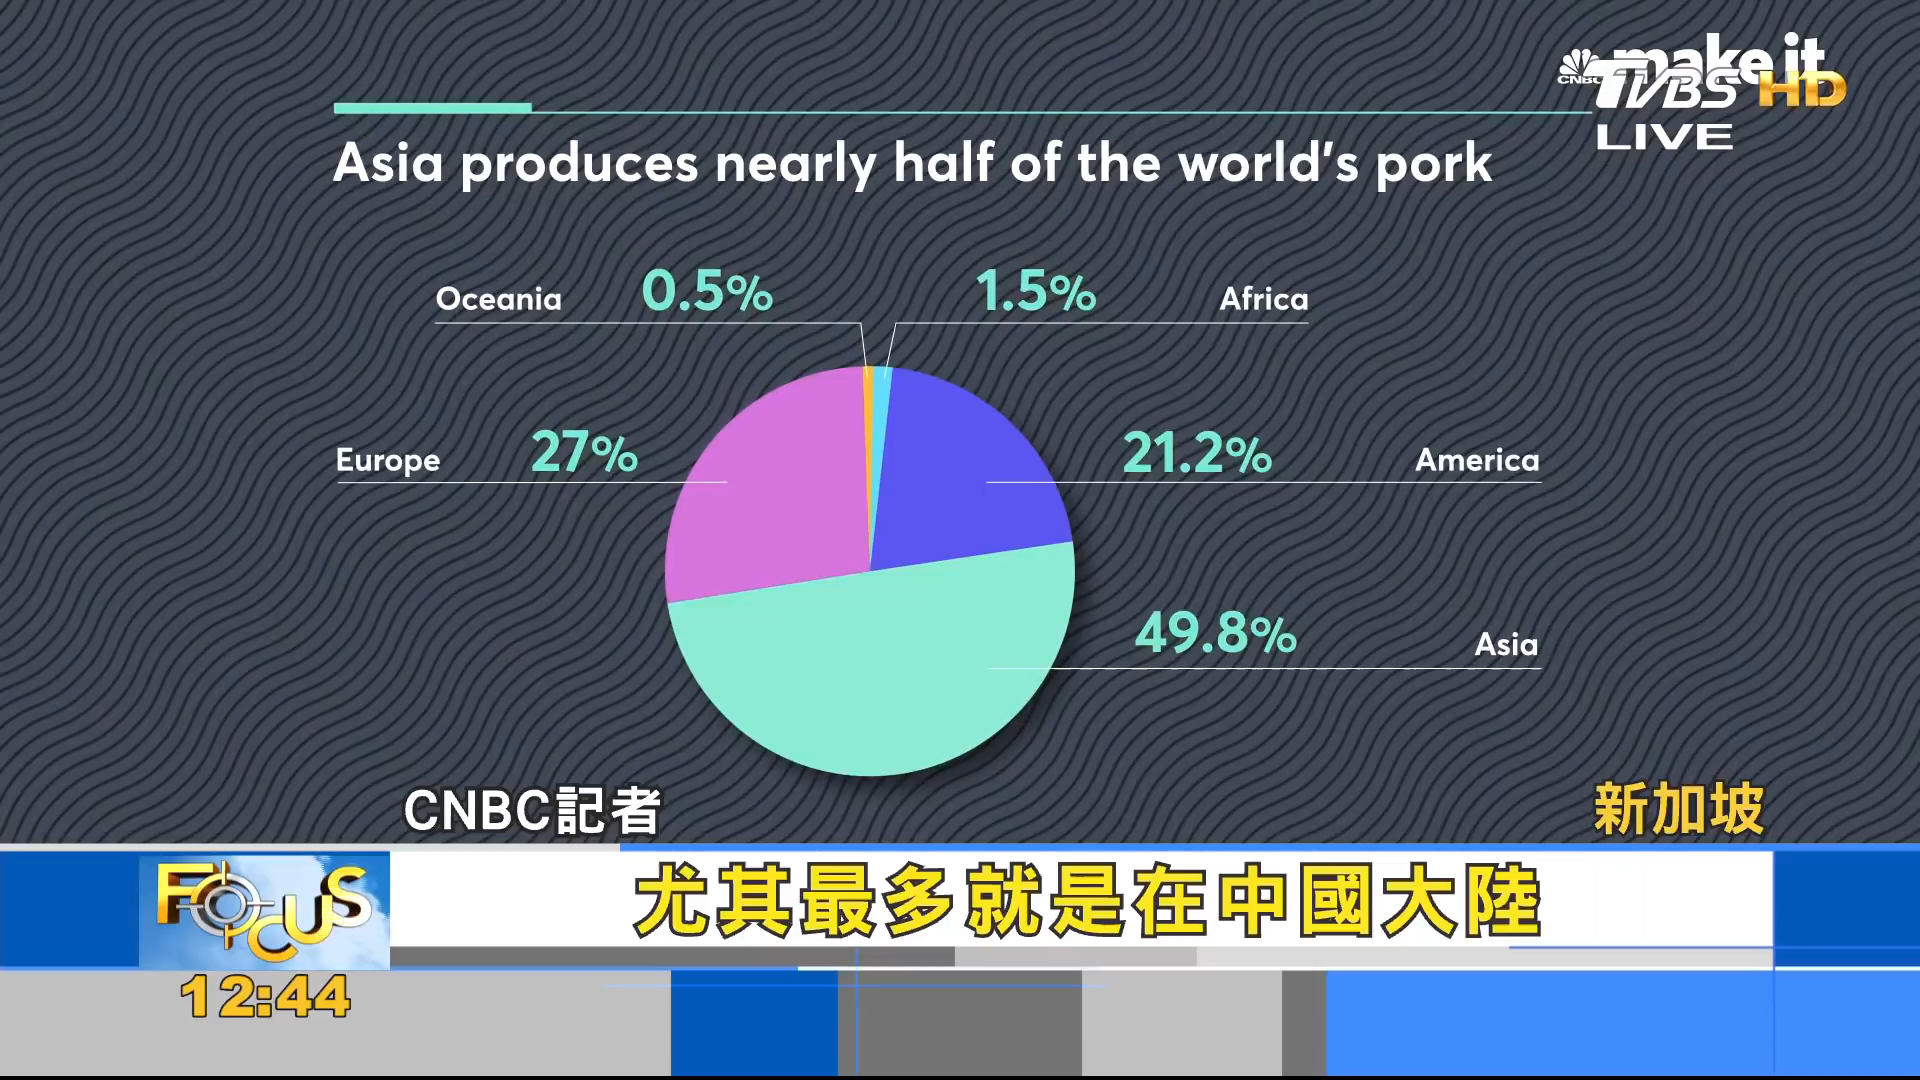 CNBC make it
TVBS HD
LIVE
Asia produces nearly half of the world's pork
Oceania 0.5% 1.5% Africa
Europe 27% 21.2% America
49.8% Asia
CNBC記者 新加坡
FOCUS 尤其最多就是在中國大陸
12:44